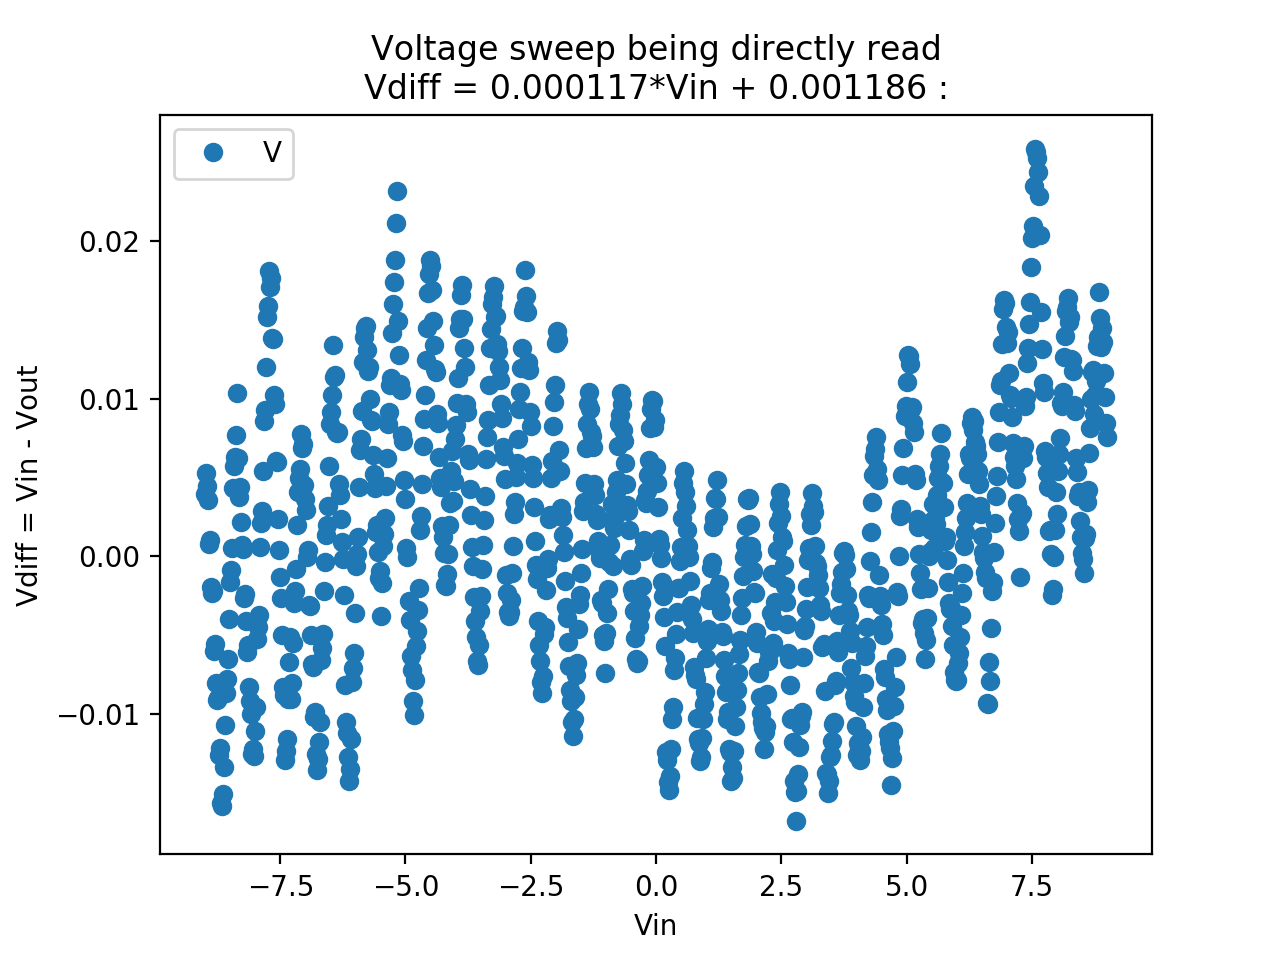 Voltage sweep being directly read
Vdiff = 0.000117*Vin + 0.001186 :
V
Vdiff = Vin - Vout
0.02
0.01
0.00
−0.01
−7.5 −5.0 −2.5 0.0 2.5 5.0 7.5
Vin